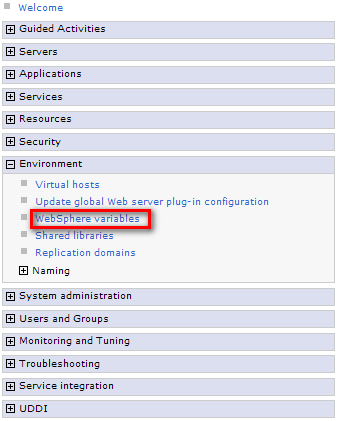 Welcome
Guided Activities
Servers
Applications
Services
Resources
Security
Environment
Virtual hosts
Update global Web server plug-in configuration
WebSphere variables
Shared libraries
Replication domains
Naming
System administration
Users and Groups
Monitoring and Tuning
Troubleshooting
Service integration
UDDI